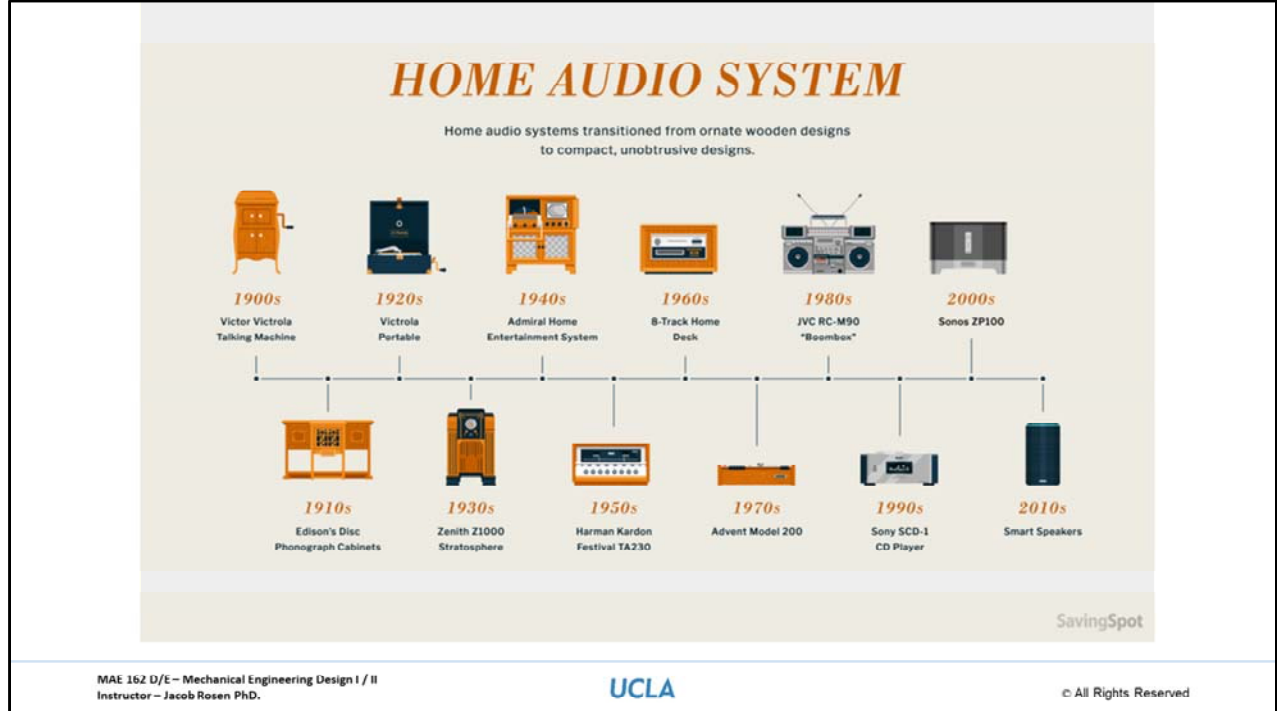 HOME AUDIO SYSTEM
Home audio systems transitioned from ornate wooden designs
to compact, unobtrusive designs.
1900s
Victor Victrola
Talking Machine
1920s
Victrola
Portable
1940s
Admiral Home
Entertainment System
1960s
8-Track Home
Deck
1980s
JVC RC-M90
"Boombox"
2000s
Sonos ZP100
1910s
Edison's Disc
Phonograph Cabinets
1930s
Zenith Z1000
Stratosphere
1950s
Harman Kardon
Festival TA230
1970s
Advent Model 200
1990s
Sony SCD-1
CD Player
2010s
Smart Speakers
SavingSpot
MAE 162 D/E – Mechanical Engineering Design I / II
Instructor – Jacob Rosen PhD.
UCLA
© All Rights Reserved